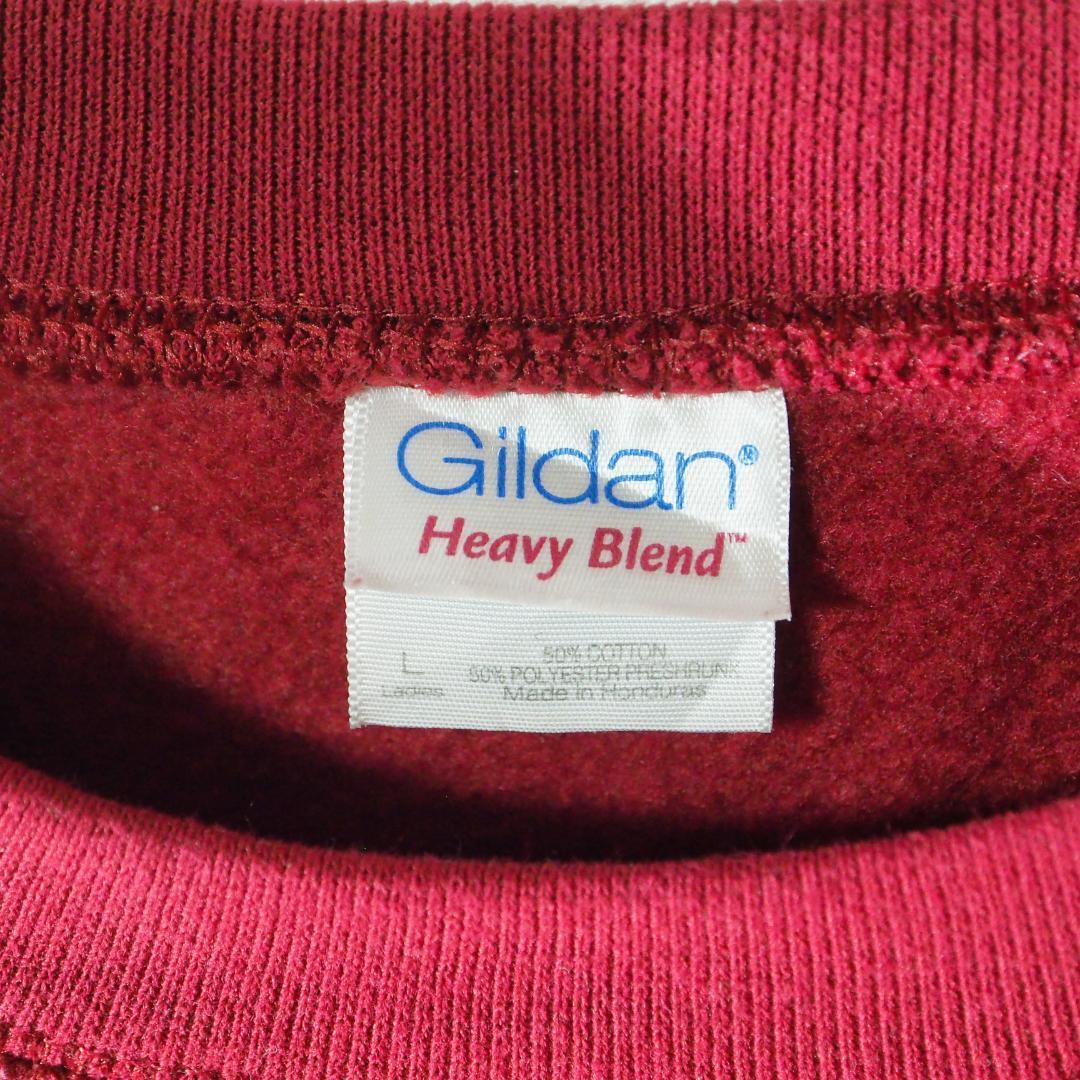 Gildan®
Heavy Blend™
L
Ladies
50% COTTON
50% POLYESTER PRESHRUNK
Made in Honduras